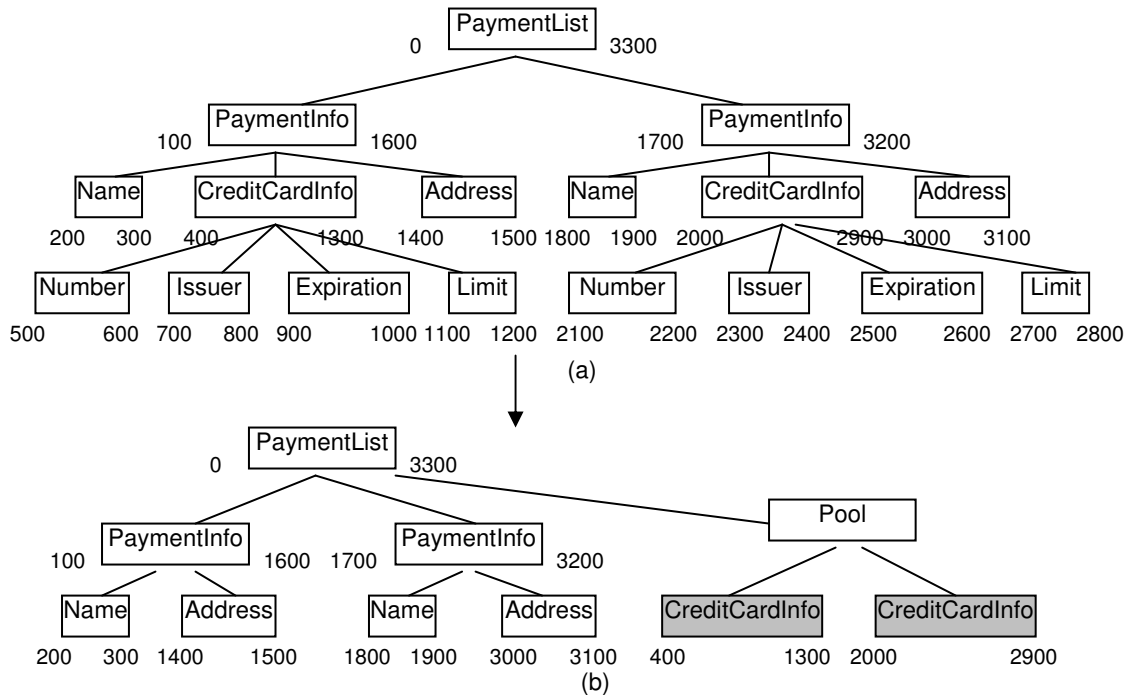 PaymentList
0 3300
PaymentInfo PaymentInfo
100 1600 1700 3200
Name CreditCardInfo Address Name CreditCardInfo Address
200 300 400 1300 1400 1500 1800 1900 2000 2900 3000 3100
Number Issuer Expiration Limit Number Issuer Expiration Limit
500 600 700 800 900 1000 1100 1200 2100 2200 2300 2400 2500 2600 2700 2800
(a)
PaymentList
0 3300
Pool
PaymentInfo PaymentInfo
100 1600 1700 3200
Name Address Name Address CreditCardInfo CreditCardInfo
200 300 1400 1500 1800 1900 3000 3100 400 1300 2000 2900
(b)